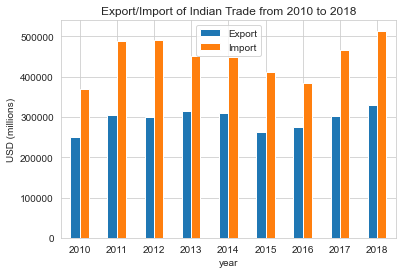 Export/Import of Indian Trade from 2010 to 2018
Export
Import
USD (millions)
500000
400000
300000
200000
100000
0
2010 2011 2012 2013 2014 2015 2016 2017 2018
year